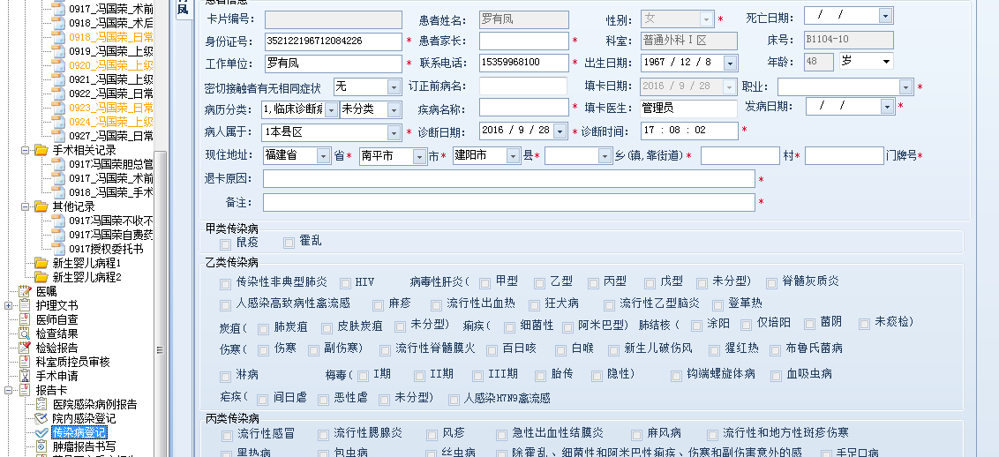 0917_冯国荣_术前
0918_冯国荣_术后
0918_冯国荣_日常
0919_冯国荣_上级
0920_冯国荣_上级
0921_冯国荣_上级
0922_冯国荣_日常
0923_冯国荣_日常
0924_冯国荣_上级
0927_冯国荣_日常
手术相关记录
0917冯国荣胆总管
0917_冯国荣_术前
0918_冯国荣_手术
其他记录
0917冯国荣不收不
0917冯国荣自费药
0917授权委托书
新生婴儿病程1
新生婴儿病程2
医嘱
护理文书
医师自查
检查结果
检验报告
科室质控员审核
手术申请
报告卡
医院感染病例报告
院内感染登记
传染病登记
肿瘤报告书写
凤
患者信息
卡片编号： 患者姓名： 罗有凤 性别： 女 * 死亡日期： / /
身份证号： 352122196712084226 * 患者家长： * 科室： 普通外科Ⅰ区 床号： B1104-10
工作单位： 罗有凤 * 联系电话： 15359968100 * 出生日期： 1967 / 12 / 8 年龄： 48 岁
密切接触者有无相同症状 无 订正前病名： 填卡日期： 2016 / 9 / 28 职业： *
病历分类： 1,临床诊断病 未分类 疾病名称： * 填卡医生： 管理员 发病日期： / / *
病人属于： 1本县区 * 诊断日期： 2016 / 9 / 28 诊断时间： 17 : 08 : 02 *
现住地址： 福建省 省* 南平市 市* 建阳市 县* 乡(镇,靠街道)* 村* 门牌号*
退卡原因： *
备注： *
甲类传染病
鼠疫 霍乱
乙类传染病
传染性非典型肺炎 HIV 病毒性肝炎( 甲型 乙型 丙型 戊型 未分型) 脊髓灰质炎
人感染高致病性禽流感 麻疹 流行性出血热 狂犬病 流行性乙型脑炎 登革热
炭疽( 肺炭疽 皮肤炭疽 未分型) 痢疾( 细菌性 阿米巴型) 肺结核( 涂阳 仅培阳 菌阴 未痰检)
伤寒( 伤寒 副伤寒) 流行性脊髓膜火 百日咳 白喉 新生儿破伤风 猩红热 布鲁氏菌病
淋病 梅毒( I期 II期 III期 胎传 隐性) 钩端螺旋体病 血吸虫病
疟疾( 间日虐 恶性虐 未分型) 人感染H7N9禽流感
丙类传染病
流行性感冒 流行性腮腺炎 风疹 急性出血性结膜炎 麻风病 流行性和地方性斑疹伤寒
黑热病 包虫病 丝虫病 除霍乱、细菌性和阿米巴性痢疾、伤寒和副伤害意外的感 手足口病